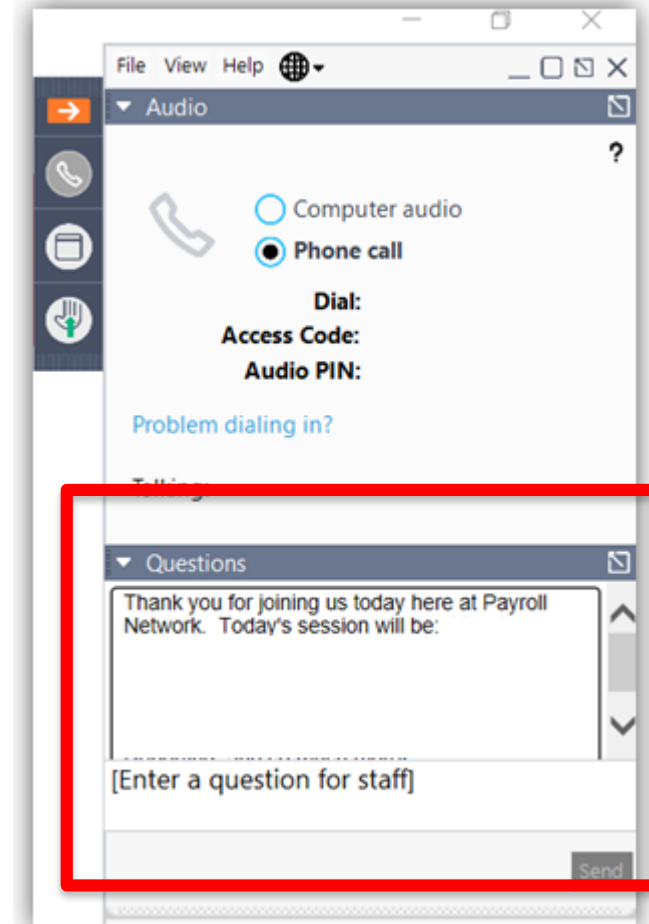 File View Help
Audio
?
Computer audio
Phone call
Dial:
Access Code:
Audio PIN:
Problem dialing in?
Questions
Thank you for joining us today here at Payroll
Network. Today's session will be:
[Enter a question for staff]
Send